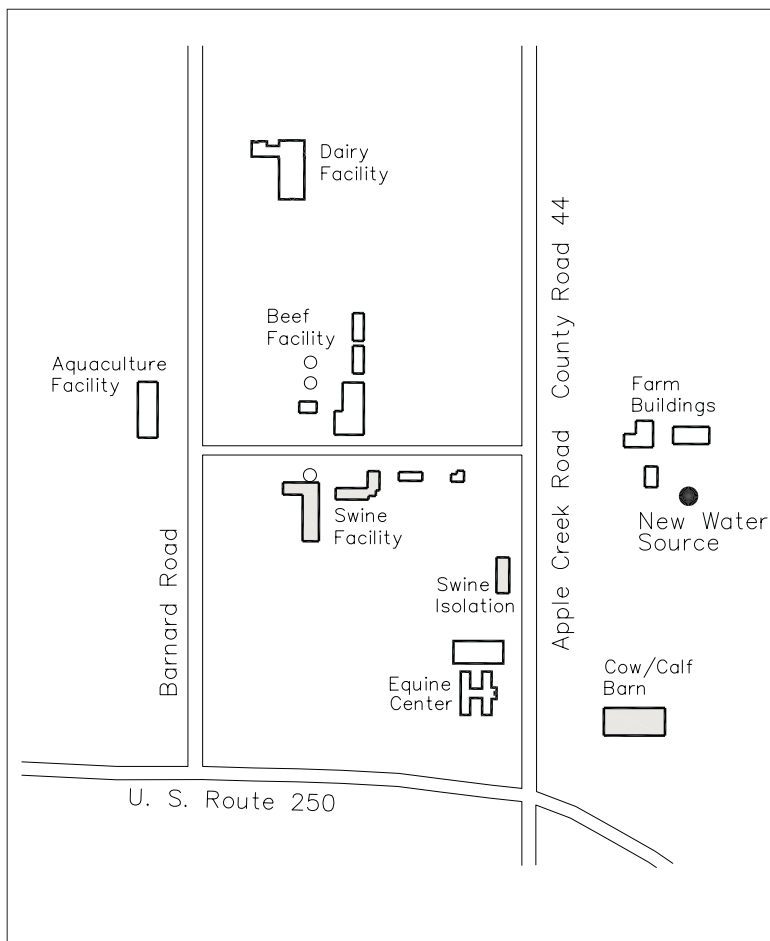 Dairy
Facility
Beef
Facility
Aquaculture
Facility
Farm
Buildings
New Water
Source
Swine
Facility
Swine
Isolation
Equine
Center
Cow/Calf
Barn
Barnard Road
Apple Creek Road County Road 44
U. S. Route 250